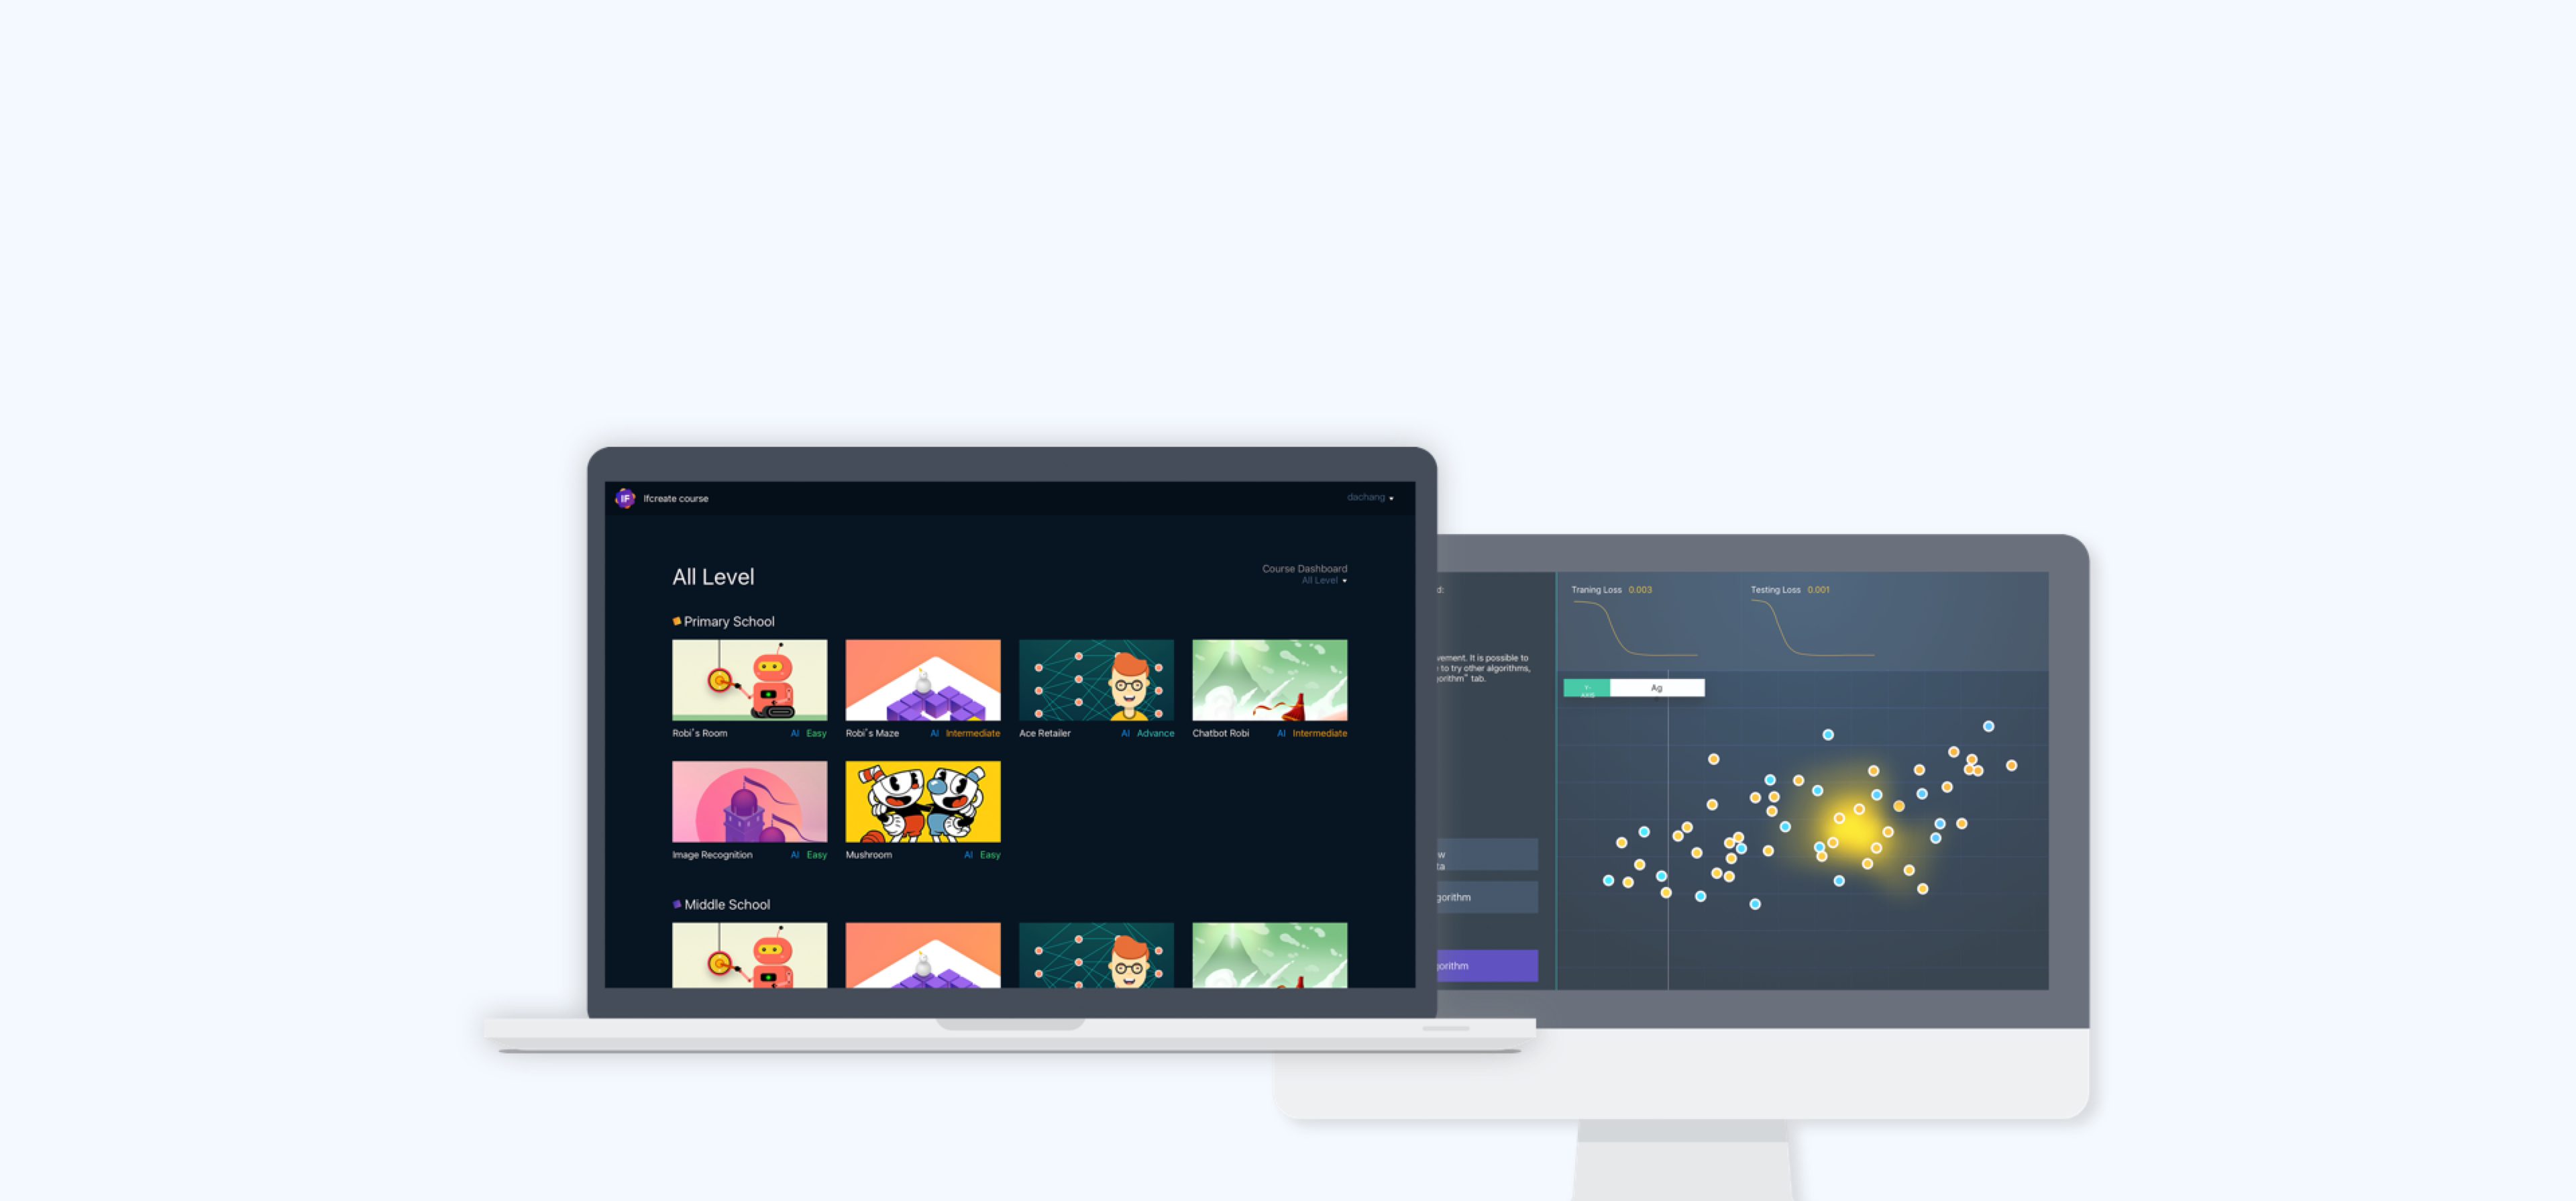 IF
Ifcreate course
dachang
All Level
Course Dashboard
All Level
Primary School
Robi's Room AI Easy
Robi's Maze AI Intermediate
Ace Retailer AI Advance
Chatbot Robi AI Intermediate
Image Recognition AI Easy
Mushroom AI Easy
Middle School
d:
vement. It is possible to
to try other algorithms,
gorithm" tab.
w
ta
gorithm
gorithm
Traning Loss 0.003
Testing Loss 0.001
Y-
AXIS
Ag